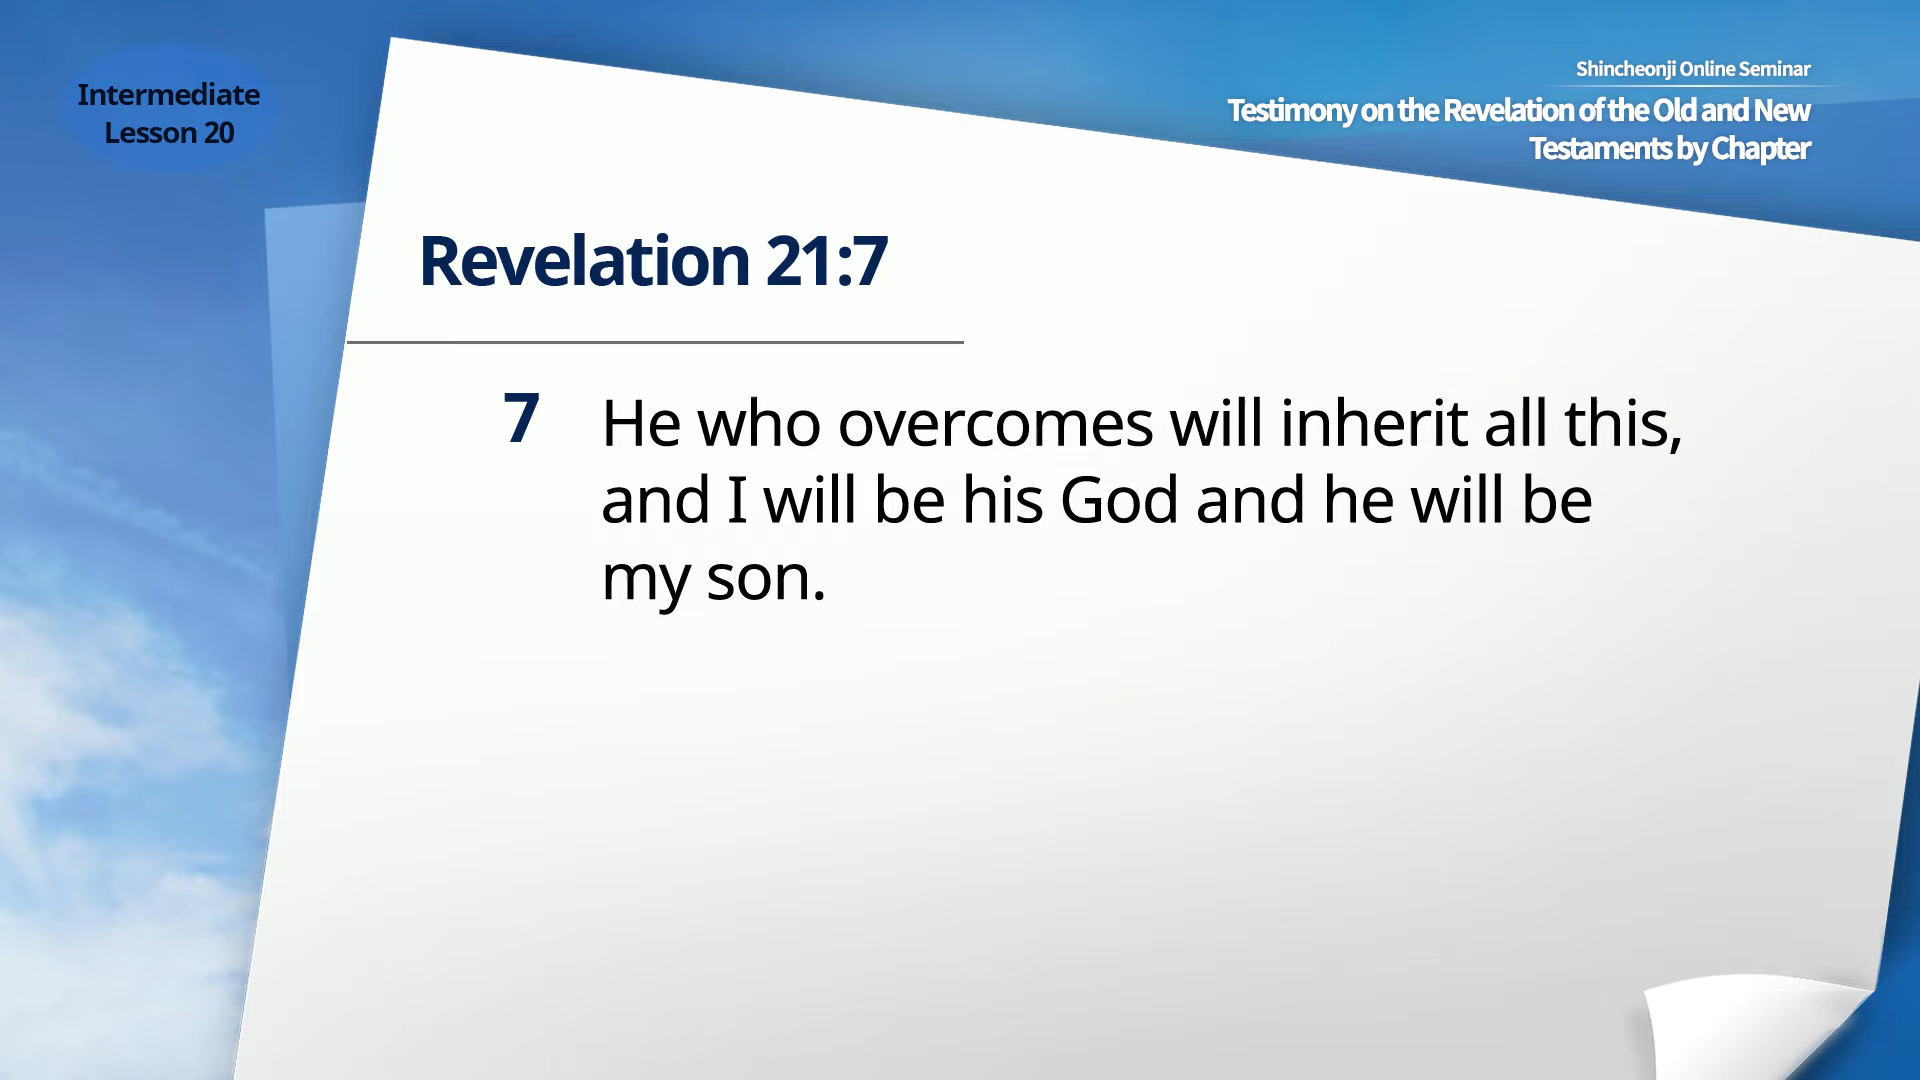 Intermediate
Lesson 20
Shincheonji Online Seminar
Testimony on the Revelation of the Old and New
Testaments by Chapter
Revelation 21:7
7 He who overcomes will inherit all this,
and I will be his God and he will be
my son.